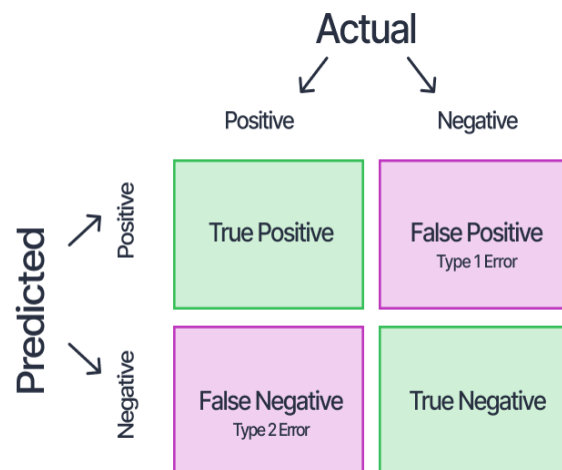 Actual
Positive
Negative
Predicted
Positive
True Positive
False Positive
Type 1 Error
Negative
False Negative
Type 2 Error
True Negative